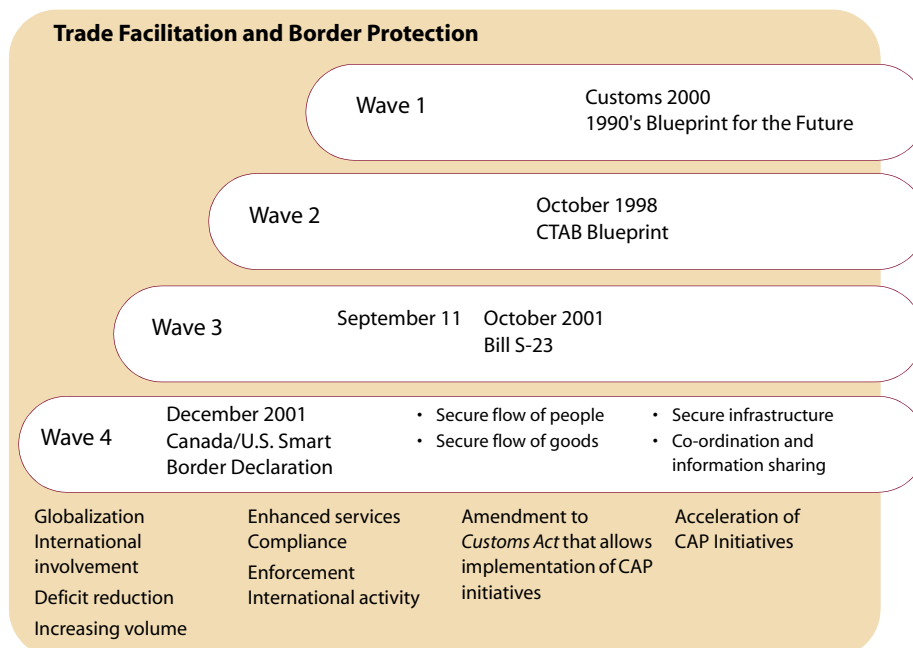 Trade Facilitation and Border Protection
Wave 1
Customs 2000
1990's Blueprint for the Future
Wave 2
October 1998
CTAB Blueprint
Wave 3
September 11
October 2001
Bill S-23
Wave 4
December 2001
Canada/U.S. Smart
Border Declaration
• Secure flow of people
• Secure flow of goods
• Secure infrastructure
• Co-ordination and
information sharing
Globalization
International
involvement
Deficit reduction
Increasing volume
Enhanced services
Compliance
Enforcement
International activity
Amendment to
Customs Act that allows
implementation of CAP
initiatives
Acceleration of
CAP Initiatives